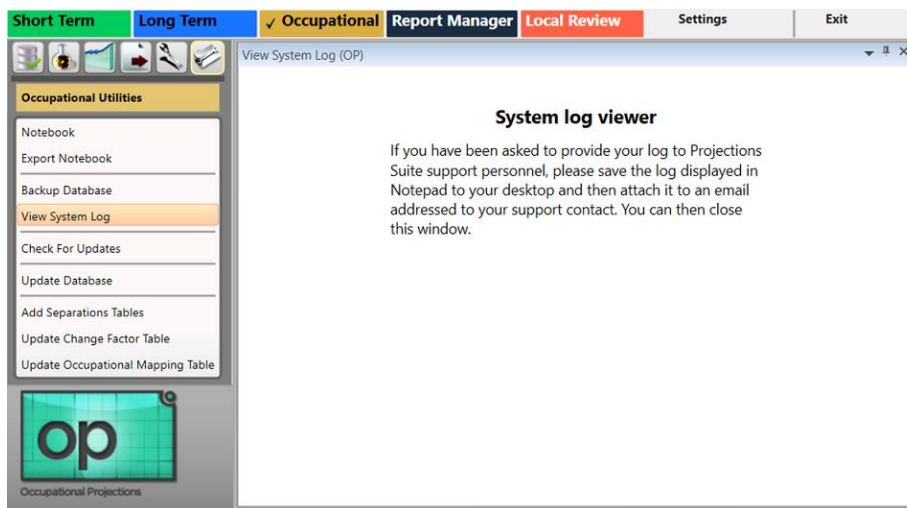 Short Term Long Term ✓ Occupational Report Manager Local Review Settings Exit
View System Log (OP)
Occupational Utilities
Notebook
Export Notebook
Backup Database
View System Log
Check For Updates
Update Database
Add Separations Tables
Update Change Factor Table
Update Occupational Mapping Table
op
Occupational Projections
System log viewer
If you have been asked to provide your log to Projections
Suite support personnel, please save the log displayed in
Notepad to your desktop and then attach it to an email
addressed to your support contact. You can then close
this window.